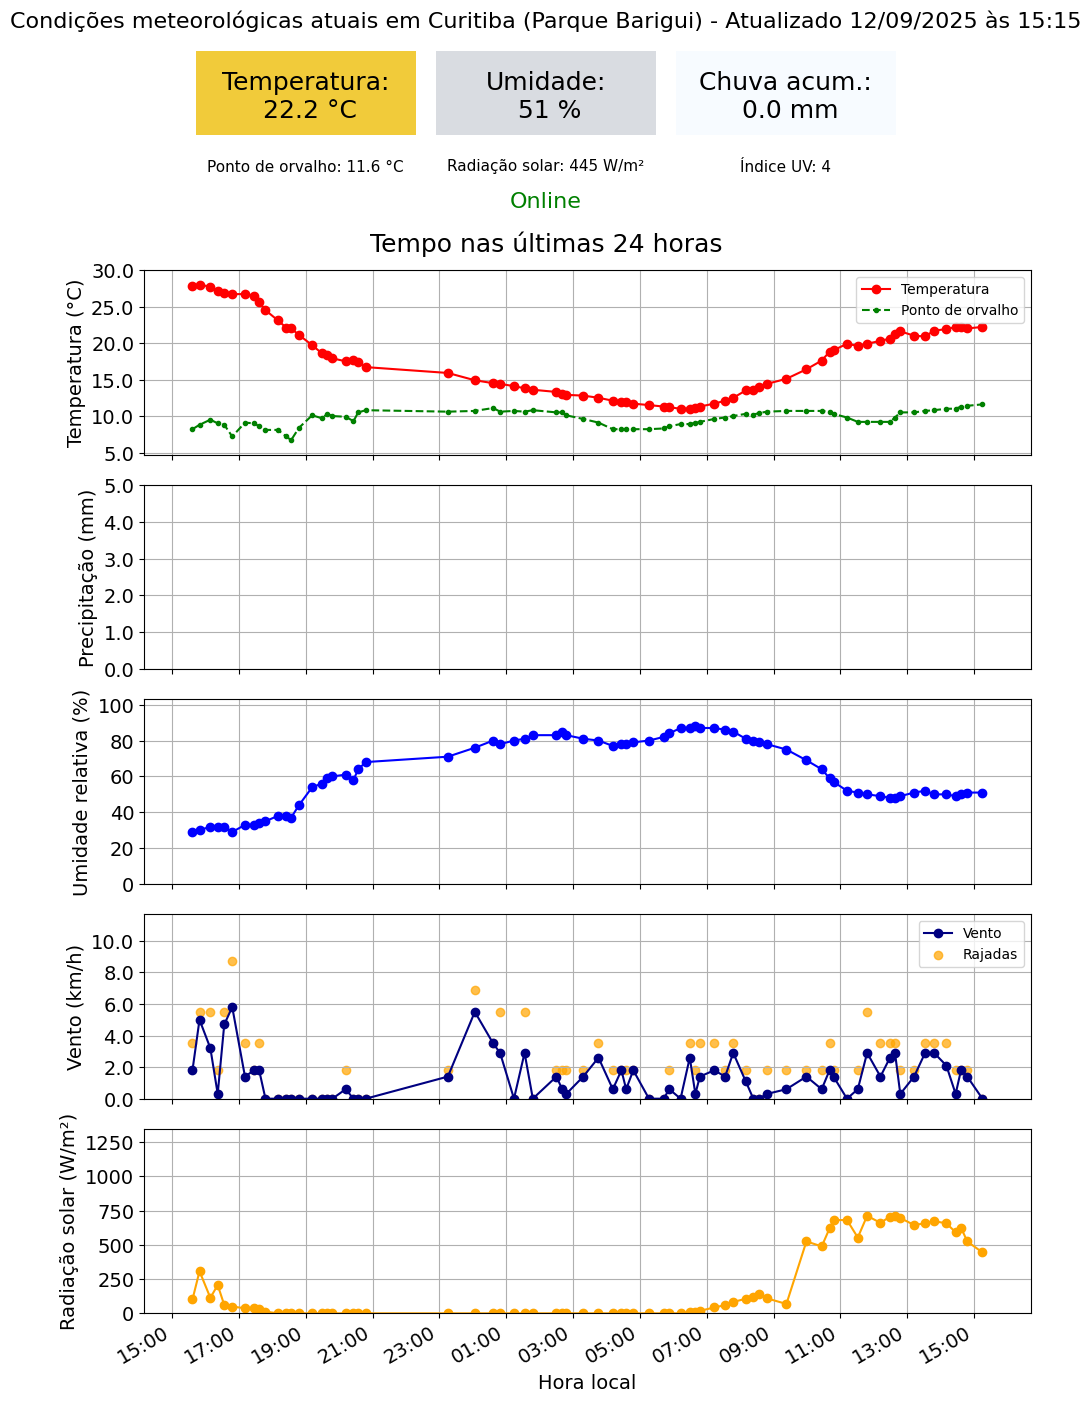 Condições meteorológicas atuais em Curitiba (Parque Barigui) - Atualizado 12/09/2025 às 15:15
Temperatura:
22.2 °C
Umidade:
51 %
Chuva acum.:
0.0 mm
Ponto de orvalho: 11.6 °C
Radiação solar: 445 W/m²
Índice UV: 4
Online
Tempo nas últimas 24 horas
Temperatura (°C)
30.0
25.0
20.0
15.0
10.0
5.0
Temperatura
Ponto de orvalho
Precipitação (mm)
5.0
4.0
3.0
2.0
1.0
0.0
Umidade relativa (%)
100
80
60
40
20
0
Vento (km/h)
10.0
8.0
6.0
4.0
2.0
0.0
Vento
Rajadas
Radiação solar (W/m²)
1250
1000
750
500
250
0
15:00
17:00
19:00
21:00
23:00
01:00
03:00
05:00
07:00
09:00
11:00
13:00
15:00
Hora local